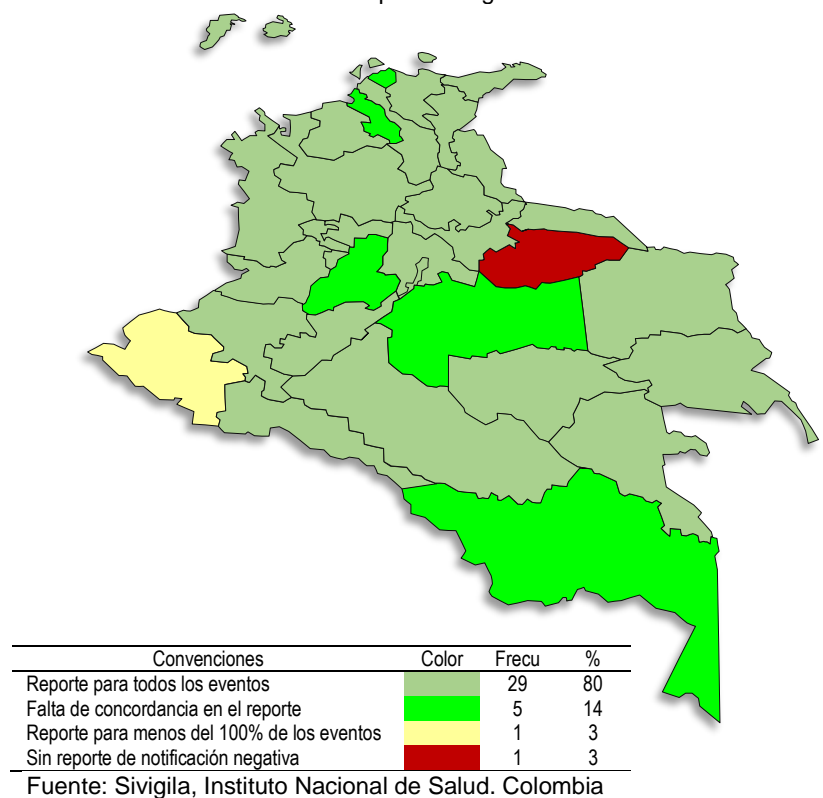 Convenciones Color Frecu %
Reporte para todos los eventos 29 80
Falta de concordancia en el reporte 5 14
Reporte para menos del 100% de los eventos 1 3
Sin reporte de notificación negativa 1 3
Fuente: Sivigila, Instituto Nacional de Salud. Colombia